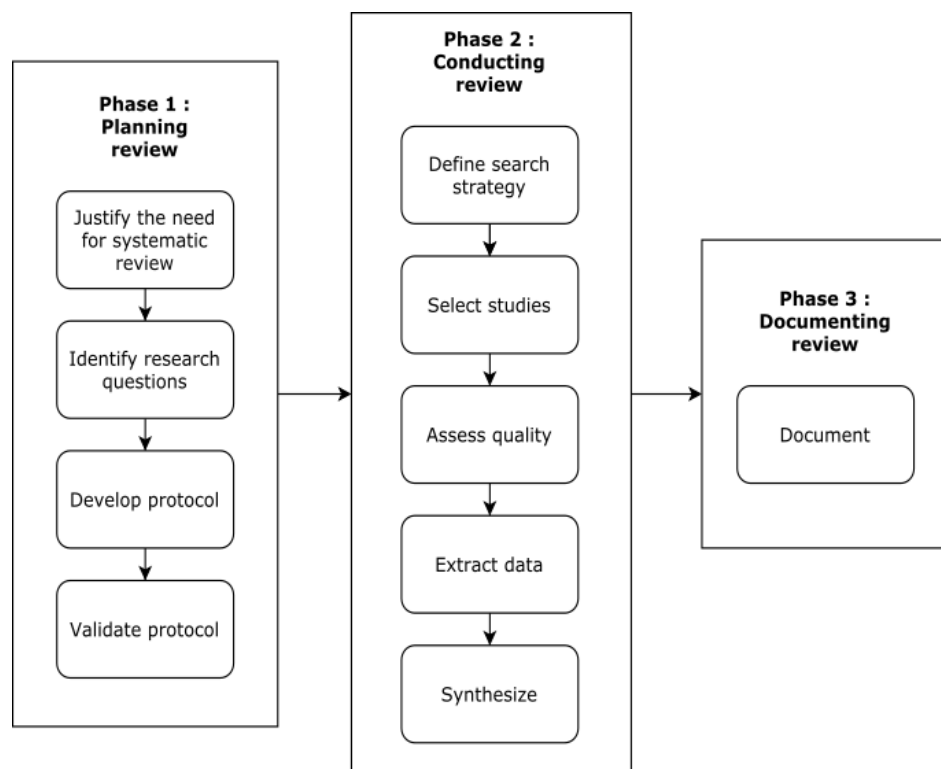 Phase 1 :
Planning
review
Justify the need
for systematic
review
Identify research
questions
Develop protocol
Validate protocol
Phase 2 :
Conducting
review
Define search
strategy
Select studies
Assess quality
Extract data
Synthesize
Phase 3 :
Documenting
review
Document